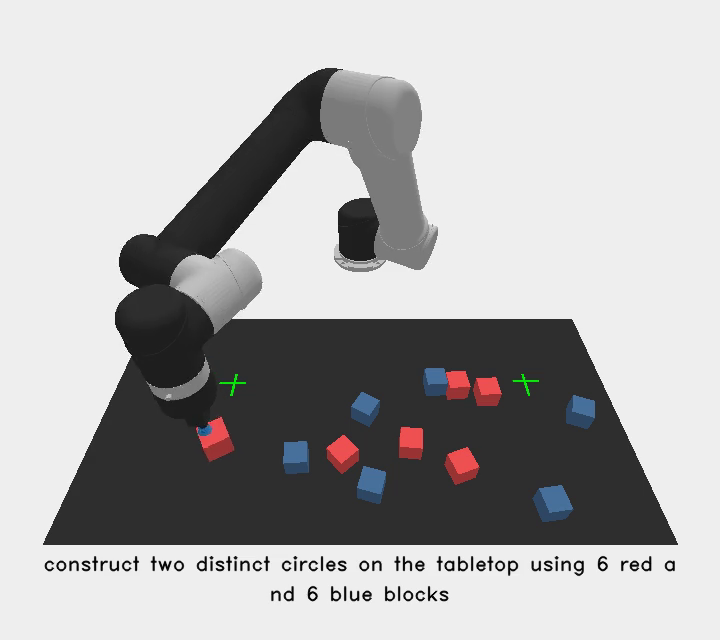 construct two distinct circles on the tabletop using 6 red a
nd 6 blue blocks